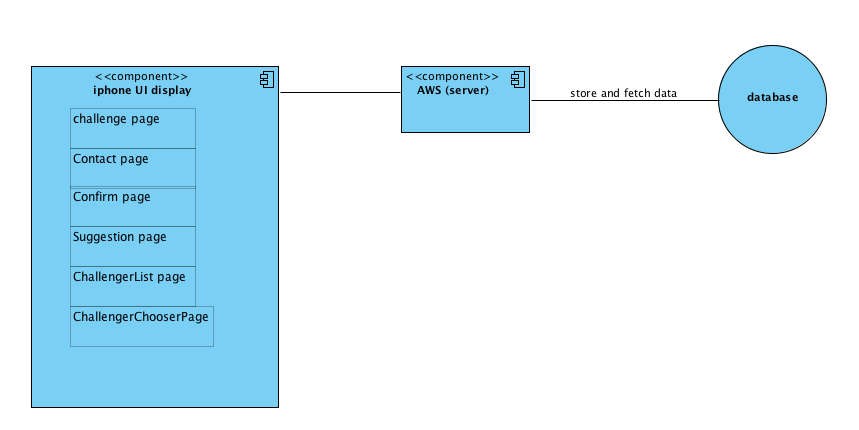 <<component>>
iphone UI display
challenge page
Contact page
Confirm page
Suggestion page
ChallengerList page
ChallengerChooserPage
<<component>>
AWS (server)
store and fetch data
database